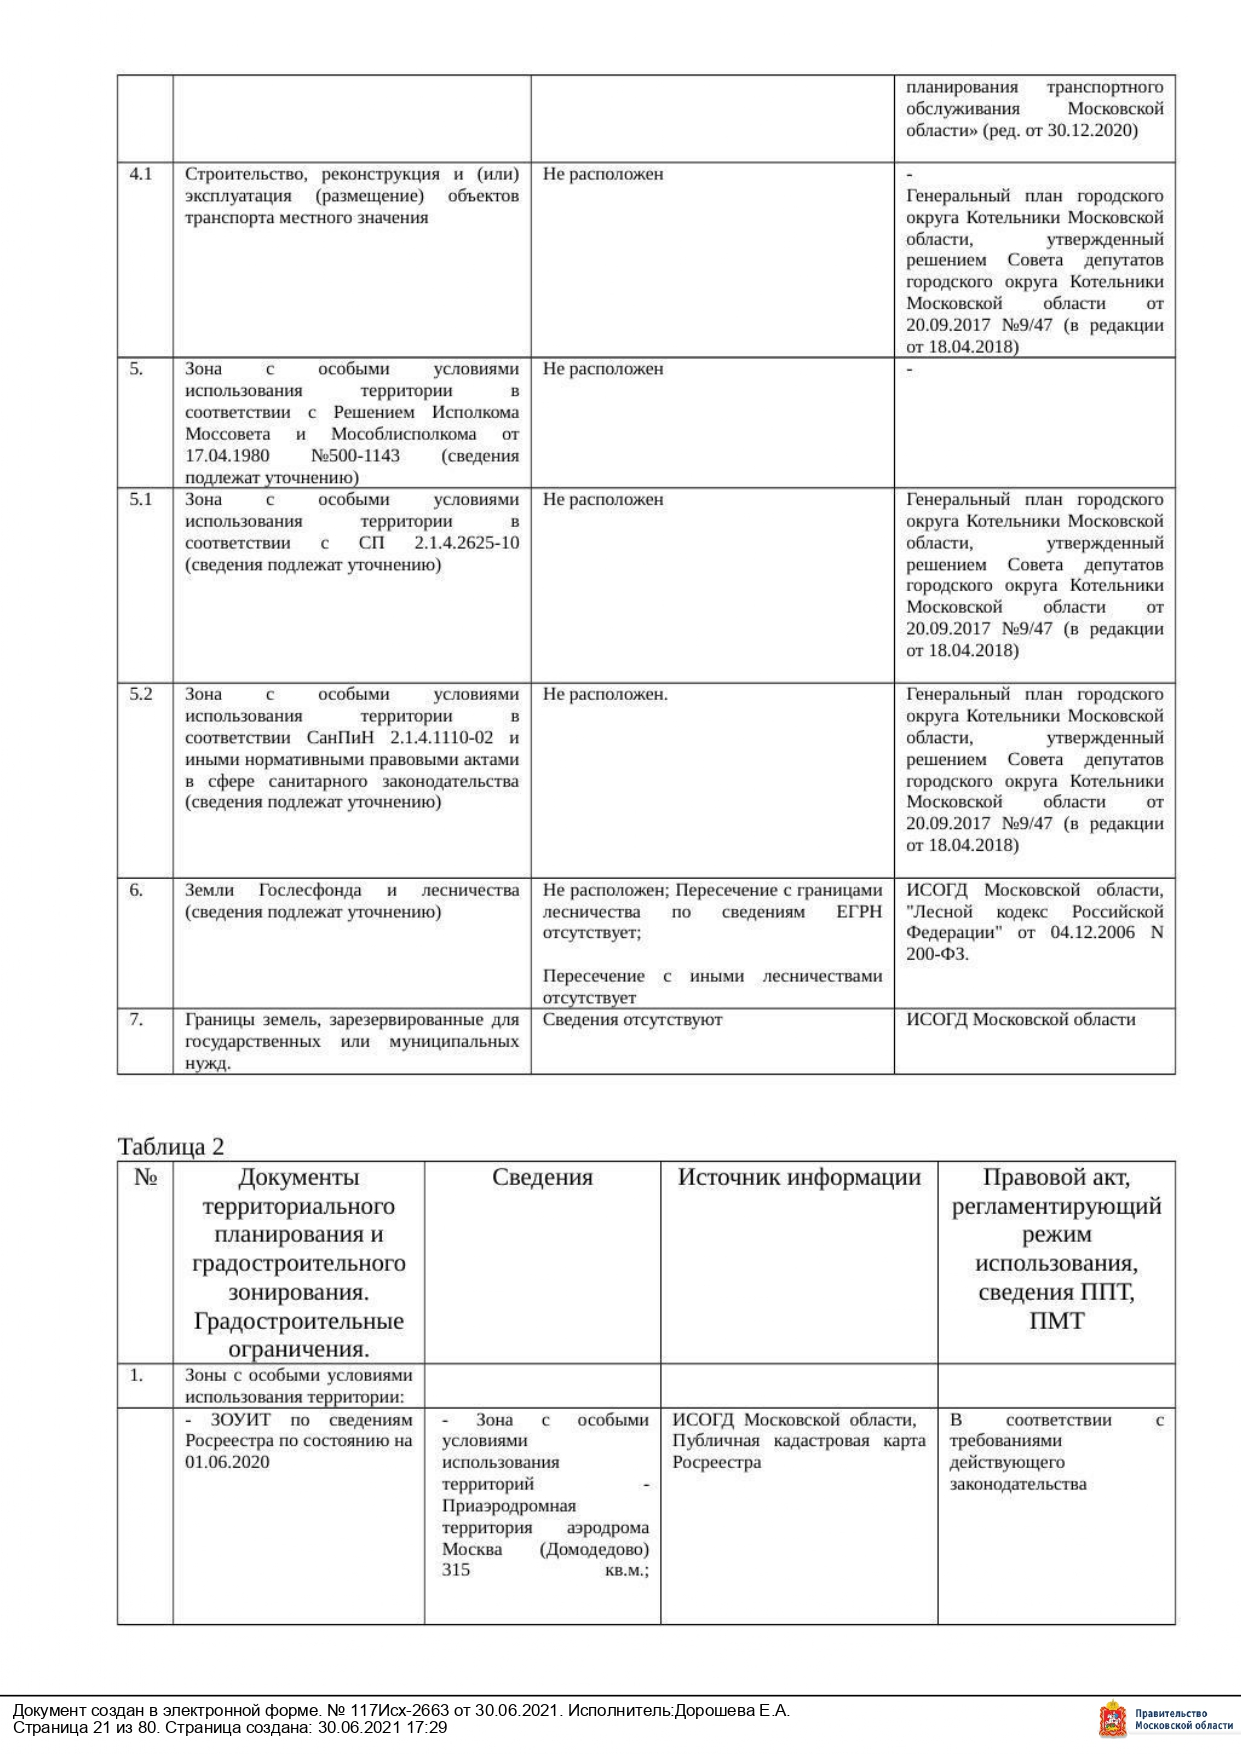 планирования транспортного
обслуживания Московской
области» (ред. от 30.12.2020)
4.1
Строительство, реконструкция и (или)
эксплуатация (размещение) объектов
транспорта местного значения
Не расположен
-
Генеральный план городского
округа Котельники Московской
области, утвержденный
решением Совета депутатов
городского округа Котельники
Московской области от
20.09.2017 №9/47 (в редакции
от 18.04.2018)
5.
Зона с особыми условиями
использования территории в
соответствии с Решением Исполкома
Моссовета и Мособлисполкома от
17.04.1980 №500-1143 (сведения
подлежат уточнению)
Не расположен
-
5.1
Зона с особыми условиями
использования территории в
соответствии с СП 2.1.4.2625-10
(сведения подлежат уточнению)
Не расположен
Генеральный план городского
округа Котельники Московской
области, утвержденный
решением Совета депутатов
городского округа Котельники
Московской области от
20.09.2017 №9/47 (в редакции
от 18.04.2018)
5.2
Зона с особыми условиями
использования территории в
соответствии СанПиН 2.1.4.1110-02 и
иными нормативными правовыми актами
в сфере санитарного законодательства
(сведения подлежат уточнению)
Не расположен.
Генеральный план городского
округа Котельники Московской
области, утвержденный
решением Совета депутатов
городского округа Котельники
Московской области от
20.09.2017 №9/47 (в редакции
от 18.04.2018)
6.
Земли Гослесфонда и лесничества
(сведения подлежат уточнению)
Не расположен; Пересечение с границами
лесничества по сведениям ЕГРН
отсутствует;
Пересечение с иными лесничествами
отсутствует
ИСОГД Московской области,
"Лесной кодекс Российской
Федерации" от 04.12.2006 N
200-ФЗ.
7.
Границы земель, зарезервированные для
государственных или муниципальных
нужд.
Сведения отсутствуют
ИСОГД Московской области
Таблица 2
№
Документы
территориального
планирования и
градостроительного
зонирования.
Градостроительные
ограничения.
Сведения
Источник информации
Правовой акт,
регламентирующий
режим
использования,
сведения ППТ,
ПМТ
1.
Зоны с особыми условиями
использования территории:
- ЗОУИТ по сведениям
Росреестра по состоянию на
01.06.2020
- Зона с особыми
условиями
использования
территорий -
Приаэродромная
территория аэродрома
Москва (Домодедово)
315 кв.м.;
ИСОГД Московской области,
Публичная кадастровая карта
Росреестра
В соответствии с
требованиями
действующего
законодательства
Документ создан в электронной форме. № 117Исх-2663 от 30.06.2021. Исполнитель:Дорошева Е.А.
Страница 21 из 80. Страница создана: 30.06.2021 17:29
Правительство
Московской области